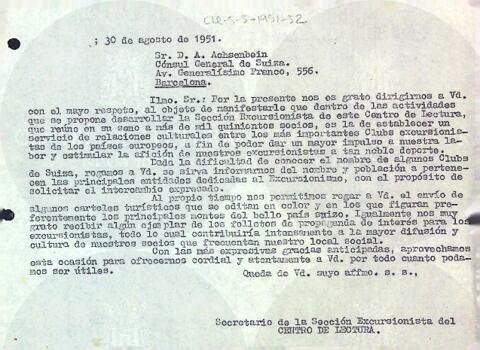 CLR-5-5-1951-52
; 30 de agosto de 1951.
Sr. D. A. Achsenbein
Cónsul General de Suiza.
Av. Generalísimo Franco, 556.
Barcelona.
Ilmo. Sr.: Por la presente nos es grato dirigirnos a Vd.
con el mayo respeto, al objeto de manifestarle que dentro de las actividades
que se propone desarrollar la Sección Excursionista de este Centro de Lectura,
que reune en su seno a más de mil quinientos socios, es la de establecer un
servicio de relaciones culturales entre los más importantes Clubs excursionis-
tas de los países europeos, a fin de poder dar un mayor impulso a nuestra la-
bor y estimular la afición de nuestros excursionistas a tan noble deporte.
Dada la dificultad de conocer el nombre de algunos Clubs
de Suiza, rogamos a Vd. se sirva informarnos del nombre y población a pertene-
cen las principales entidades dedicadas al Excursionismo, con el propósito de
solicitar el intercambio expresado.
Al propio tiempo nos permitimos rogar a Vd. el envío de
algunos carteles turísticos que se editan en color y en los que figuran pre-
ferentemente los principales montes del bello país suizo. Igualmente nos muy
grato recibir algún ejemplar de los folletos de propaganda de interés para los
excursionistas, todo lo cual contribuiría intensamente a la mayor difusión y
cultura de nuestros socios que frecuentan nuestro local social.
Con las más expresivas gracias anticipadas, aprovechamos
esta ocasión para ofrecernos cordial y atentamente a Vd. por todo cuanto poda-
mos ser útiles.
Queda de Vd. suyo affmo. s. s.,
Secretario de la Sección Excursionista del
CENTRO DE LECTURA.